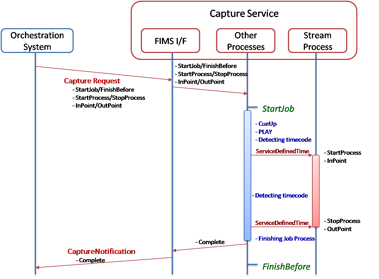 Capture Service
Orchestration
System
FIMS I/F
Other
Processes
Stream
Process
- StartJob/FinishBefore
- StartProcess/StopProcess
- InPoint/OutPoint
Capture Request
- StartJob/FinishBefore
- StartProcess/StopProcess
- InPoint/OutPoint
StartJob
- CueUp
- PLAY
- Detecting timecode
ServiceDefinedTime
- StartProcess
- InPoint
- Detecting timecode
ServiceDefinedTime
- StopProcess
- OutPoint
- Finishing Job Process
- Complete
CaptureNotification
- Complete
FinishBefore